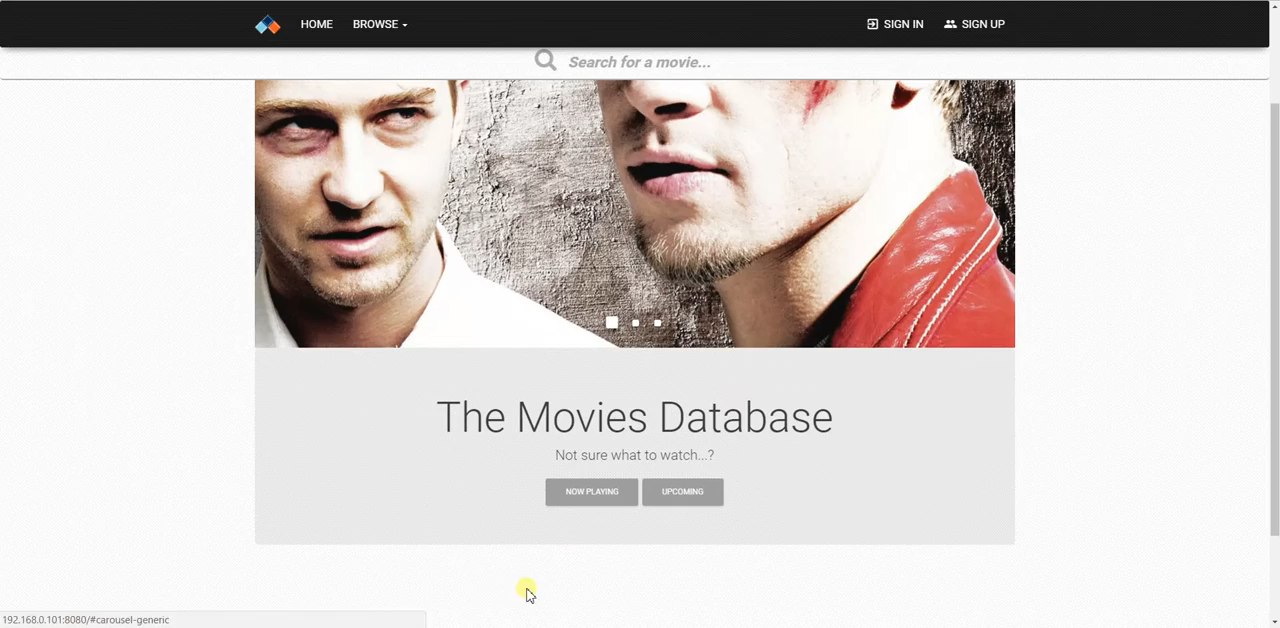 HOME BROWSE SIGN IN SIGN UP
Search for a movie...
The Movies Database
Not sure what to watch...?
NOW PLAYING UPCOMING
192.168.0.101:8080/#carousel-generic